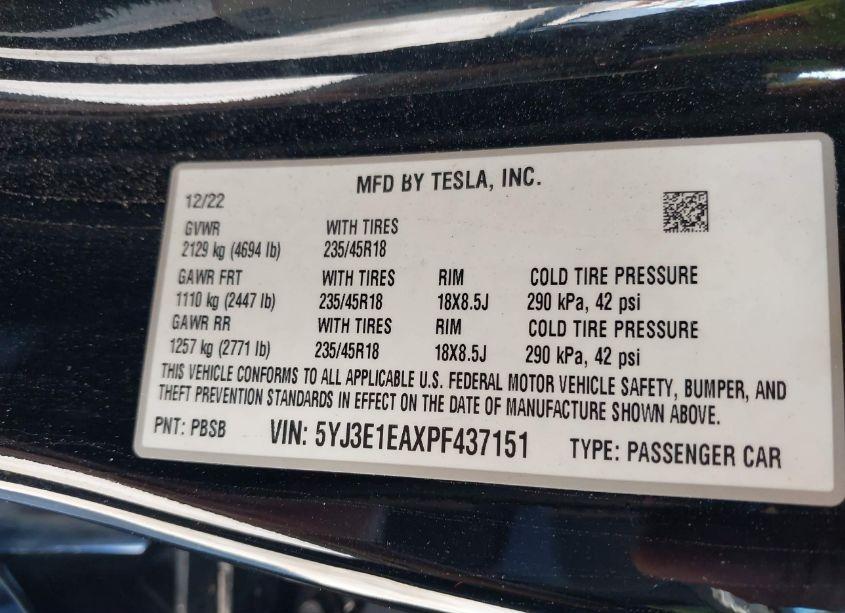 MFD BY TESLA, INC.
12/22
GVWR WITH TIRES
2129 kg (4694 lb) 235/45R18
GAWR FRT WITH TIRES RIM COLD TIRE PRESSURE
1110 kg (2447 lb) 235/45R18 18X8.5J 290 kPa, 42 psi
GAWR RR WITH TIRES RIM COLD TIRE PRESSURE
1257 kg (2771 lb) 235/45R18 18X8.5J 290 kPa, 42 psi
THIS VEHICLE CONFORMS TO ALL APPLICABLE U.S. FEDERAL MOTOR VEHICLE SAFETY, BUMPER, AND
THEFT PREVENTION STANDARDS IN EFFECT ON THE DATE OF MANUFACTURE SHOWN ABOVE.
PNT: PBSB VIN: 5YJ3E1EAXPF437151 TYPE: PASSENGER CAR